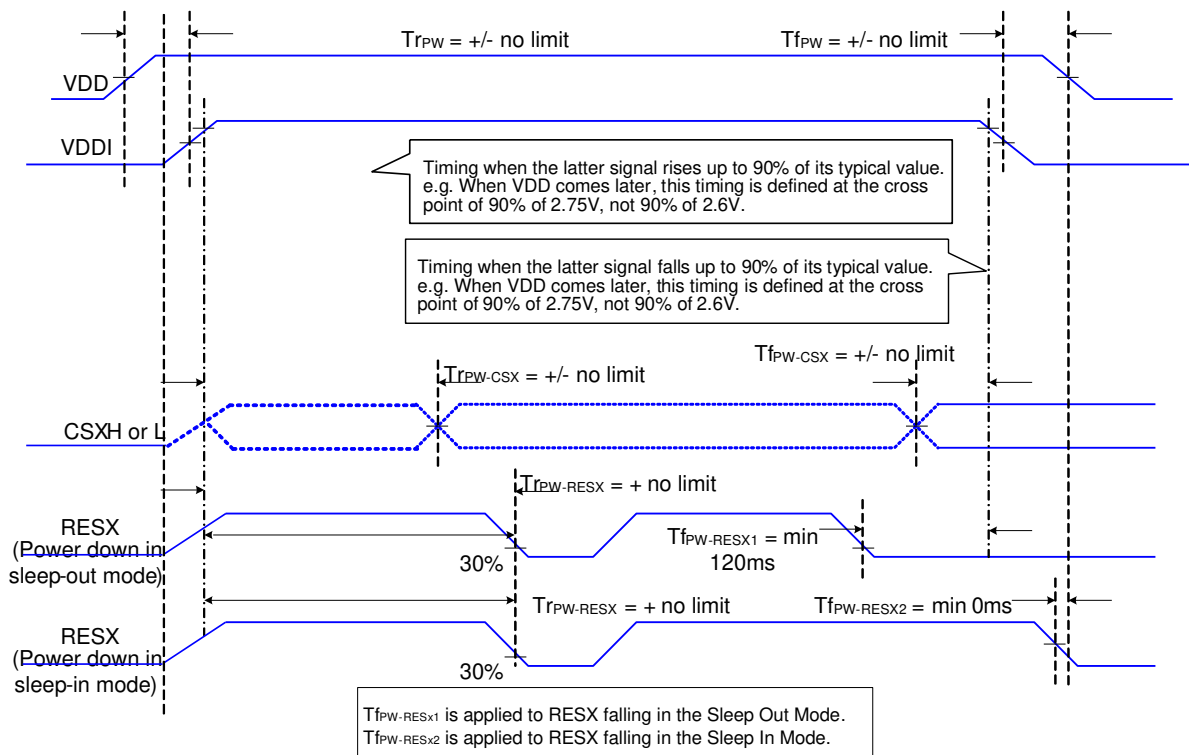 TrPW = +/- no limit
TfPW = +/- no limit
VDD
VDDI
Timing when the latter signal rises up to 90% of its typical value.
e.g. When VDD comes later, this timing is defined at the cross
point of 90% of 2.75V, not 90% of 2.6V.
Timing when the latter signal falls up to 90% of its typical value.
e.g. When VDD comes later, this timing is defined at the cross
point of 90% of 2.75V, not 90% of 2.6V.
TfPW-CSX = +/- no limit
TrPW-CSX = +/- no limit
CSXH or L
TrPW-RESX = + no limit
RESX
(Power down in
sleep-out mode)
30%
TfPW-RESX1 = min
120ms
TrPW-RESX = + no limit
TfPW-RESX2 = min 0ms
RESX
(Power down in
sleep-in mode)
30%
TfPW-RESx1 is applied to RESX falling in the Sleep Out Mode.
TfPW-RESx2 is applied to RESX falling in the Sleep In Mode.